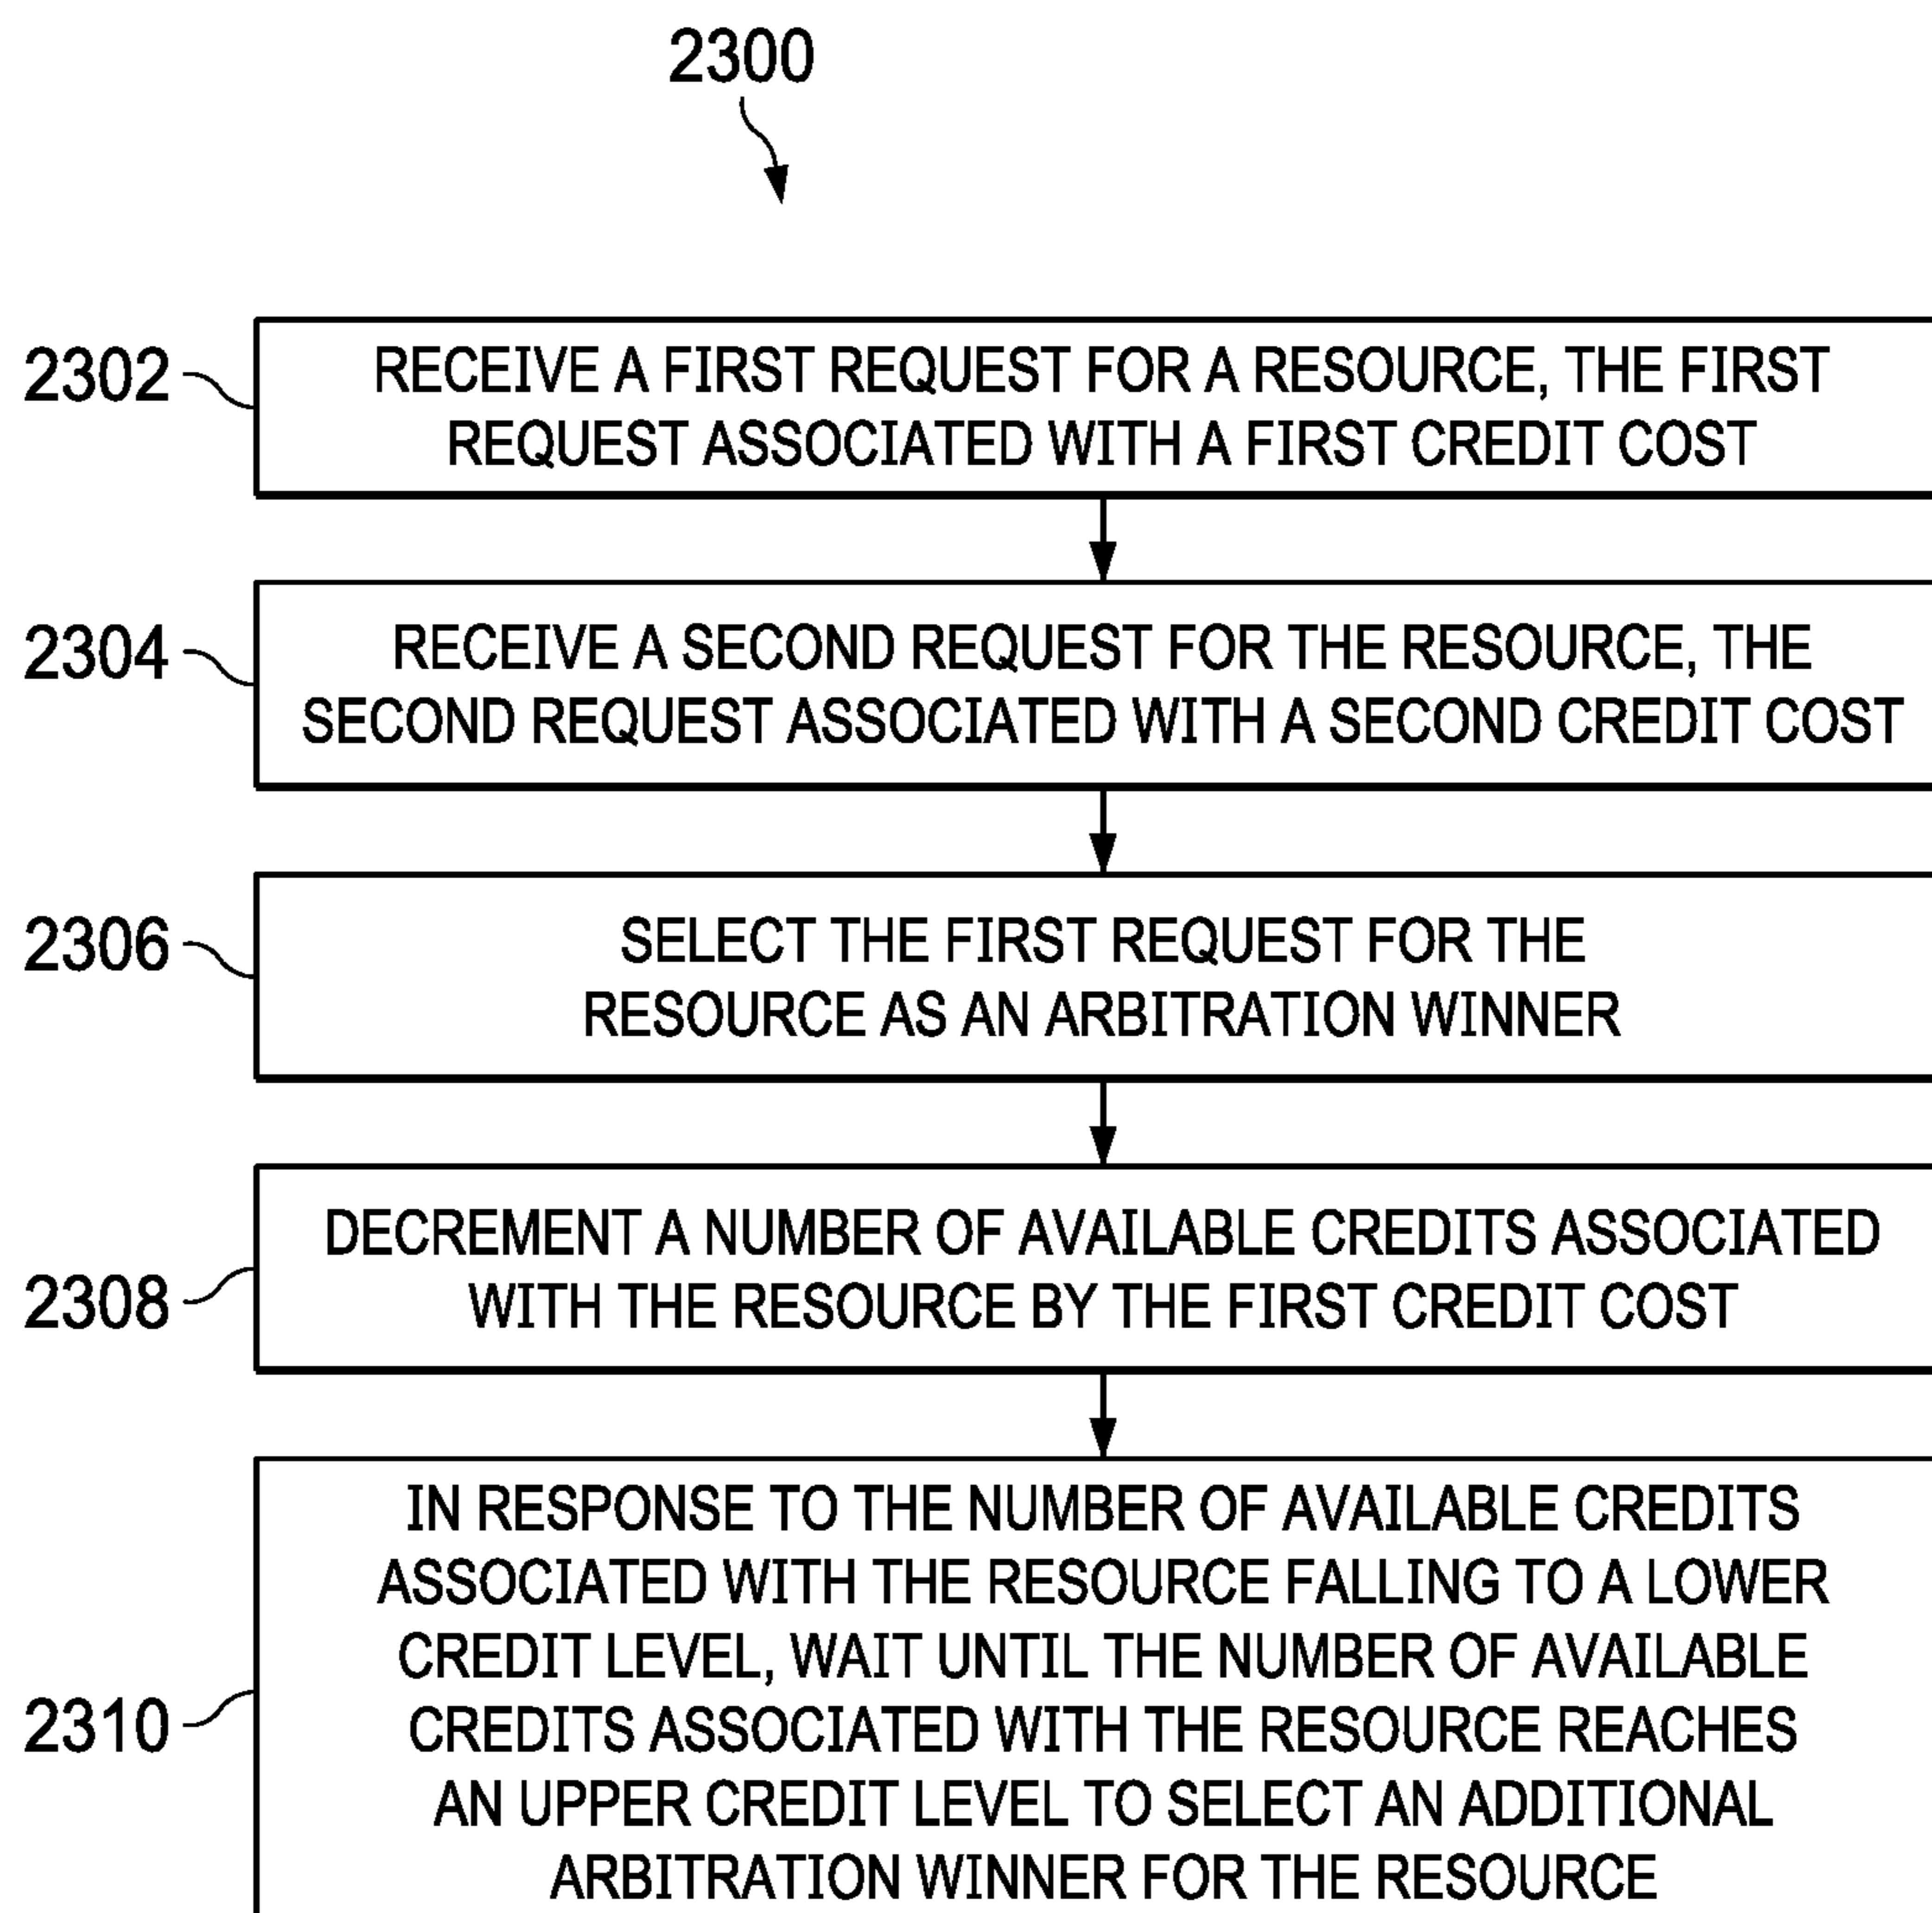 2300
2302
RECEIVE A FIRST REQUEST FOR A RESOURCE, THE FIRST
REQUEST ASSOCIATED WITH A FIRST CREDIT COST
2304
RECEIVE A SECOND REQUEST FOR THE RESOURCE, THE
SECOND REQUEST ASSOCIATED WITH A SECOND CREDIT COST
2306
SELECT THE FIRST REQUEST FOR THE
RESOURCE AS AN ARBITRATION WINNER
2308
DECREMENT A NUMBER OF AVAILABLE CREDITS ASSOCIATED
WITH THE RESOURCE BY THE FIRST CREDIT COST
2310
IN RESPONSE TO THE NUMBER OF AVAILABLE CREDITS
ASSOCIATED WITH THE RESOURCE FALLING TO A LOWER
CREDIT LEVEL, WAIT UNTIL THE NUMBER OF AVAILABLE
CREDITS ASSOCIATED WITH THE RESOURCE REACHES
AN UPPER CREDIT LEVEL TO SELECT AN ADDITIONAL
ARBITRATION WINNER FOR THE RESOURCE